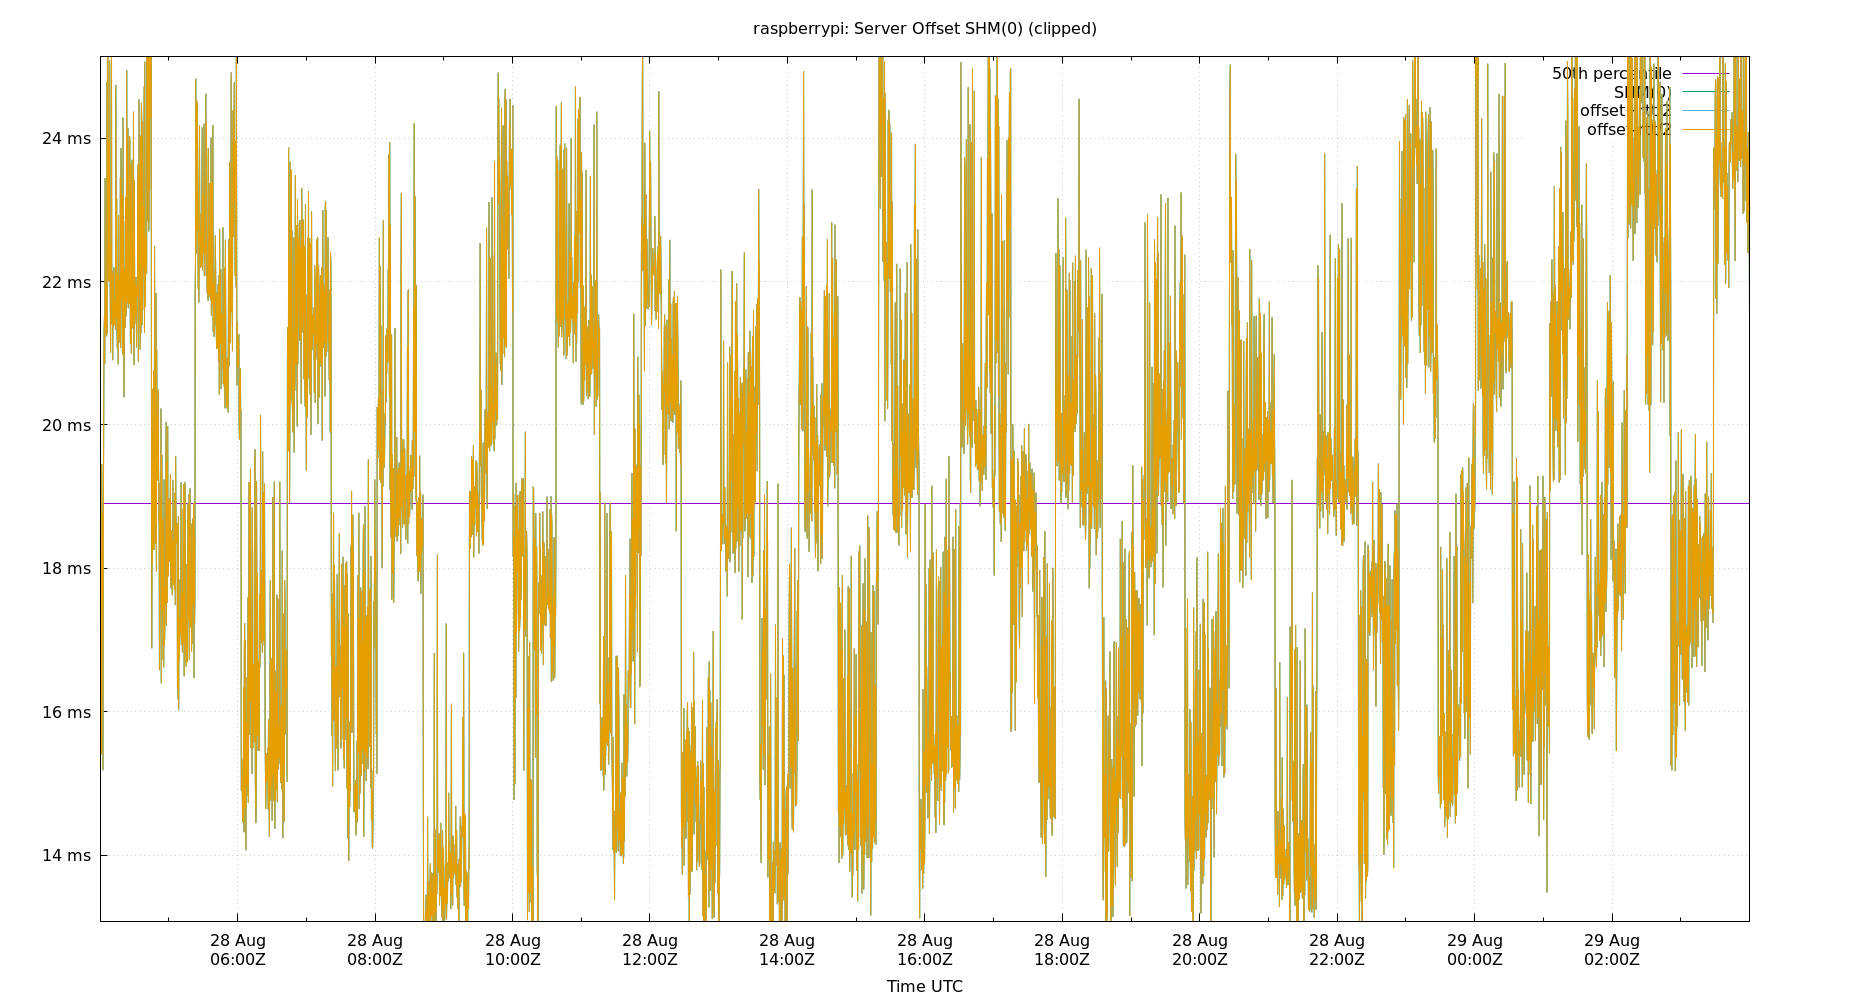 raspberrypi: Server Offset SHM(0) (clipped)
50th percentile
SHM(0)
24 ms
22 ms
20 ms
18 ms
16 ms
14 ms
28 Aug 28 Aug 28 Aug 28 Aug 28 Aug 28 Aug 28 Aug 28 Aug 28 Aug 29 Aug 29 Aug
06:00Z 08:00Z 10:00Z 12:00Z 14:00Z 16:00Z 18:00Z 20:00Z 22:00Z 00:00Z 02:00Z
Time UTC